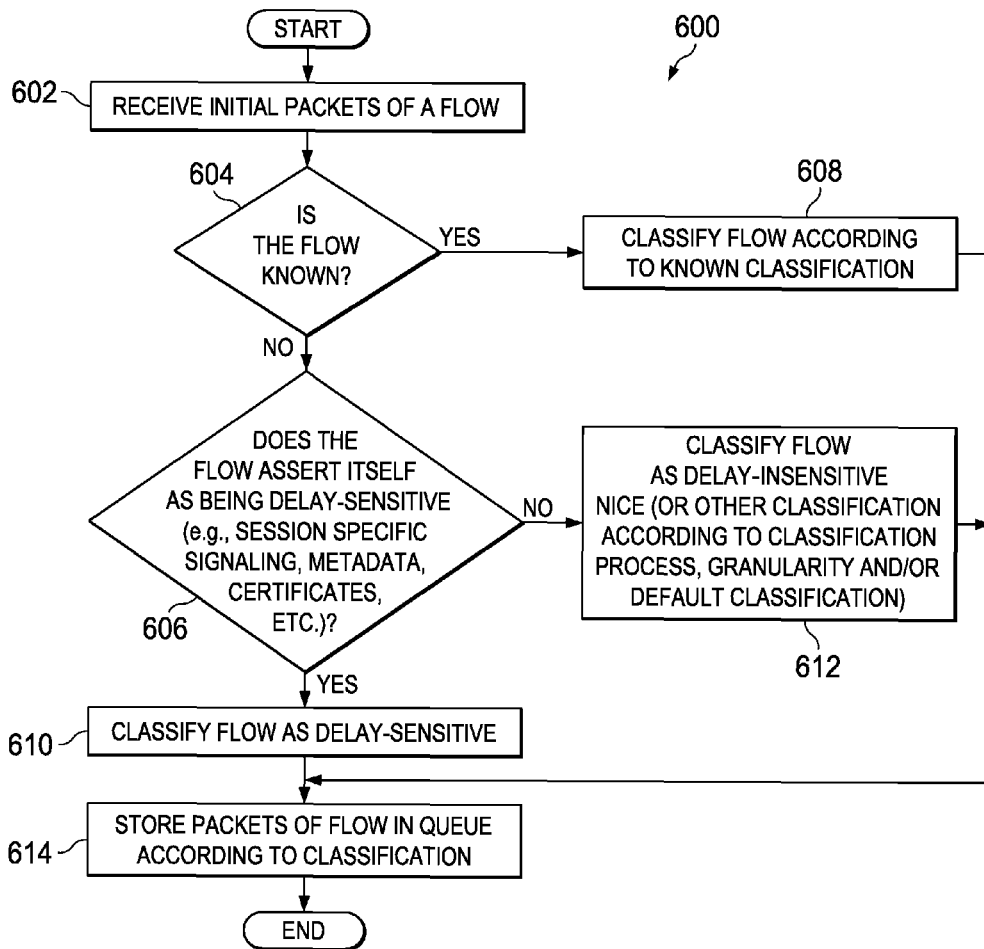 START
600
602
RECEIVE INITIAL PACKETS OF A FLOW
604
IS
THE FLOW
KNOWN?
YES
608
CLASSIFY FLOW ACCORDING
TO KNOWN CLASSIFICATION
NO
DOES THE
FLOW ASSERT ITSELF
AS BEING DELAY-SENSITIVE
(e.g., SESSION SPECIFIC
SIGNALING, METADATA,
CERTIFICATES,
ETC.)?
606
NO
CLASSIFY FLOW
AS DELAY-INSENSITIVE
NICE (OR OTHER CLASSIFICATION
ACCORDING TO CLASSIFICATION
PROCESS, GRANULARITY AND/OR
DEFAULT CLASSIFICATION)
612
YES
610
CLASSIFY FLOW AS DELAY-SENSITIVE
614
STORE PACKETS OF FLOW IN QUEUE
ACCORDING TO CLASSIFICATION
END